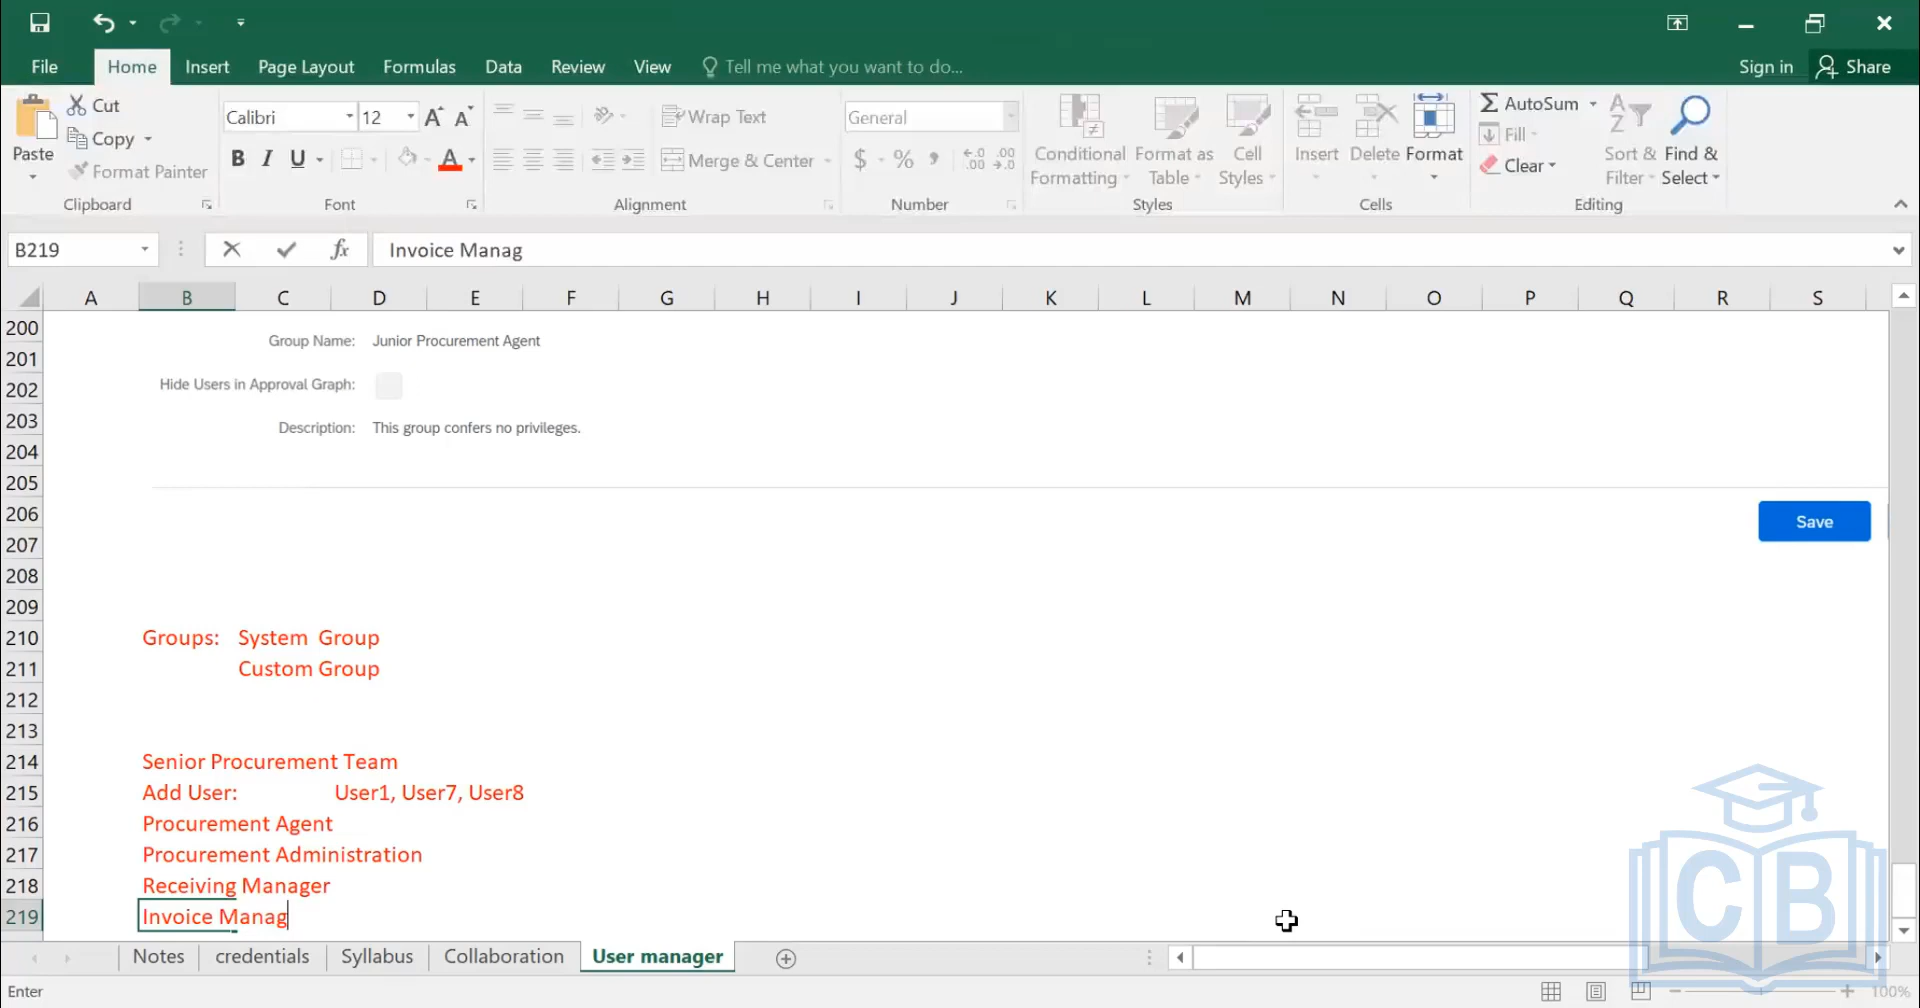 File Home Insert Page Layout Formulas Data Review View Tell me what you want to do... Sign in Share
Paste
Cut
Copy
Format Painter
Clipboard
Calibri 12
B I U
Font
Wrap Text
Merge & Center
Alignment
General
$ % ,
Number
Conditional Formatting
Format as Table
Cell Styles
Styles
Insert Delete Format
Cells
AutoSum
Fill
Clear
Sort & Filter
Find & Select
Editing
B219 fx Invoice Manag
A B C D E F G H I J K L M N O P Q R S
200 Group Name: Junior Procurement Agent
201
202 Hide Users in Approval Graph:
203 Description: This group confers no privileges.
204
205
206 Save
207
208
209
210 Groups: System Group
211 Custom Group
212
213
214 Senior Procurement Team
215 Add User: User1, User7, User8
216 Procurement Agent
217 Procurement Administration
218 Receiving Manager
219 Invoice Manag
CB
Notes credentials Syllabus Collaboration User manager
Enter 100%